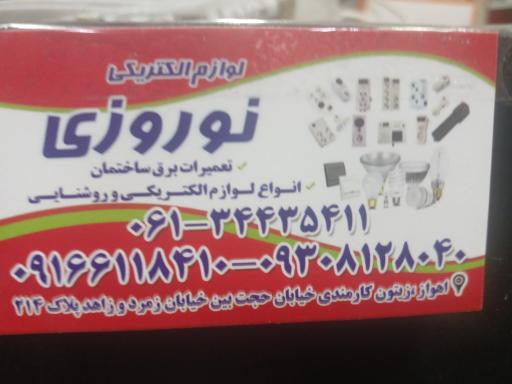 لوازم الکتریکی
نوروزی
تعمیرات برق ساختمان
انواع لوازم الکتریکی و روشنایی
۰۶۱-۳۴۴۳۵۴۱۱
۰۹۱۶۶۱۱۸۴۱۰-۰۹۳۰۸۱۲۸۰۴۰
اهواز ،زیتون کارمندی خیابان حجت بین خیابان زمرد و زاهد پلاک ۲۱۴